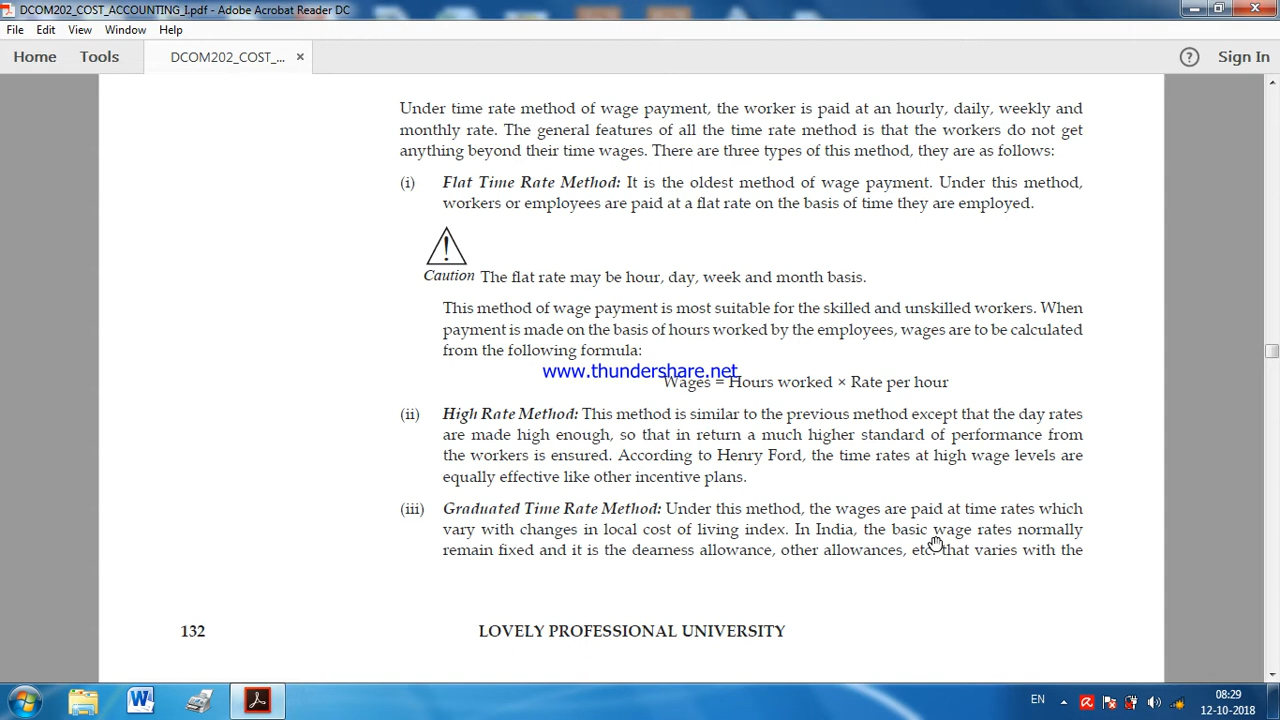 DCOM202_COST_ACCOUNTING_I.pdf - Adobe Acrobat Reader DC
File Edit View Window Help
Home Tools DCOM202_COST_... × ? Sign In
Under time rate method of wage payment, the worker is paid at an hourly, daily, weekly and
monthly rate. The general features of all the time rate method is that the workers do not get
anything beyond their time wages. There are three types of this method, they are as follows:
(i) Flat Time Rate Method: It is the oldest method of wage payment. Under this method,
workers or employees are paid at a flat rate on the basis of time they are employed.
!
Caution The flat rate may be hour, day, week and month basis.
This method of wage payment is most suitable for the skilled and unskilled workers. When
payment is made on the basis of hours worked by the employees, wages are to be calculated
from the following formula:
www.thundershare.net
Wages = Hours worked × Rate per hour
(ii) High Rate Method: This method is similar to the previous method except that the day rates
are made high enough, so that in return a much higher standard of performance from
the workers is ensured. According to Henry Ford, the time rates at high wage levels are
equally effective like other incentive plans.
(iii) Graduated Time Rate Method: Under this method, the wages are paid at time rates which
vary with changes in local cost of living index. In India, the basic wage rates normally
remain fixed and it is the dearness allowance, other allowances, etc. that varies with the
132 LOVELY PROFESSIONAL UNIVERSITY
EN 08:29
12-10-2018